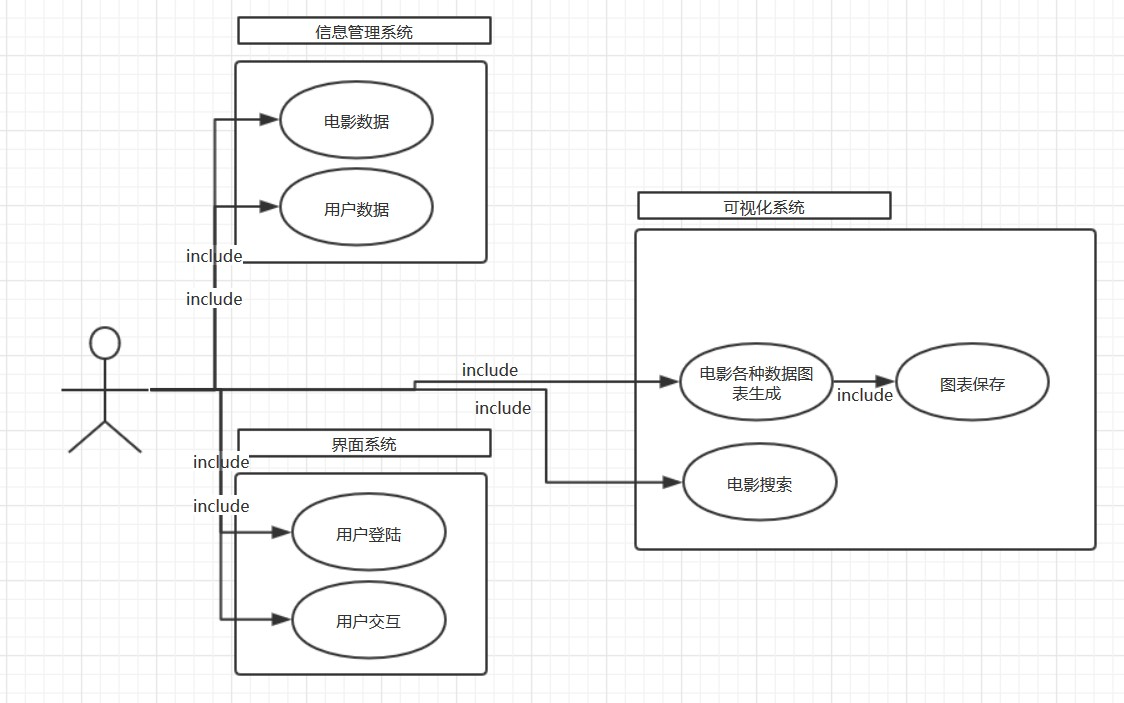 信息管理系统
电影数据
用户数据
include
include
可视化系统
include
include
电影各种数据图
表生成
include
图表保存
电影搜索
界面系统
include
include
用户登陆
用户交互